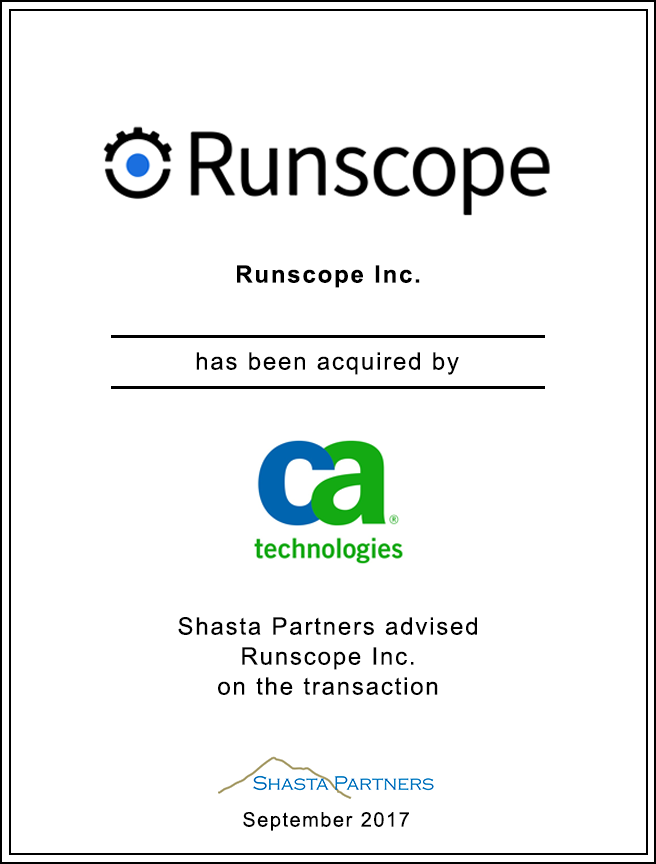 Runscope
Runscope Inc.
has been acquired by
ca
®
technologies
Shasta Partners advised
Runscope Inc.
on the transaction
SHASTA PARTNERS
September 2017